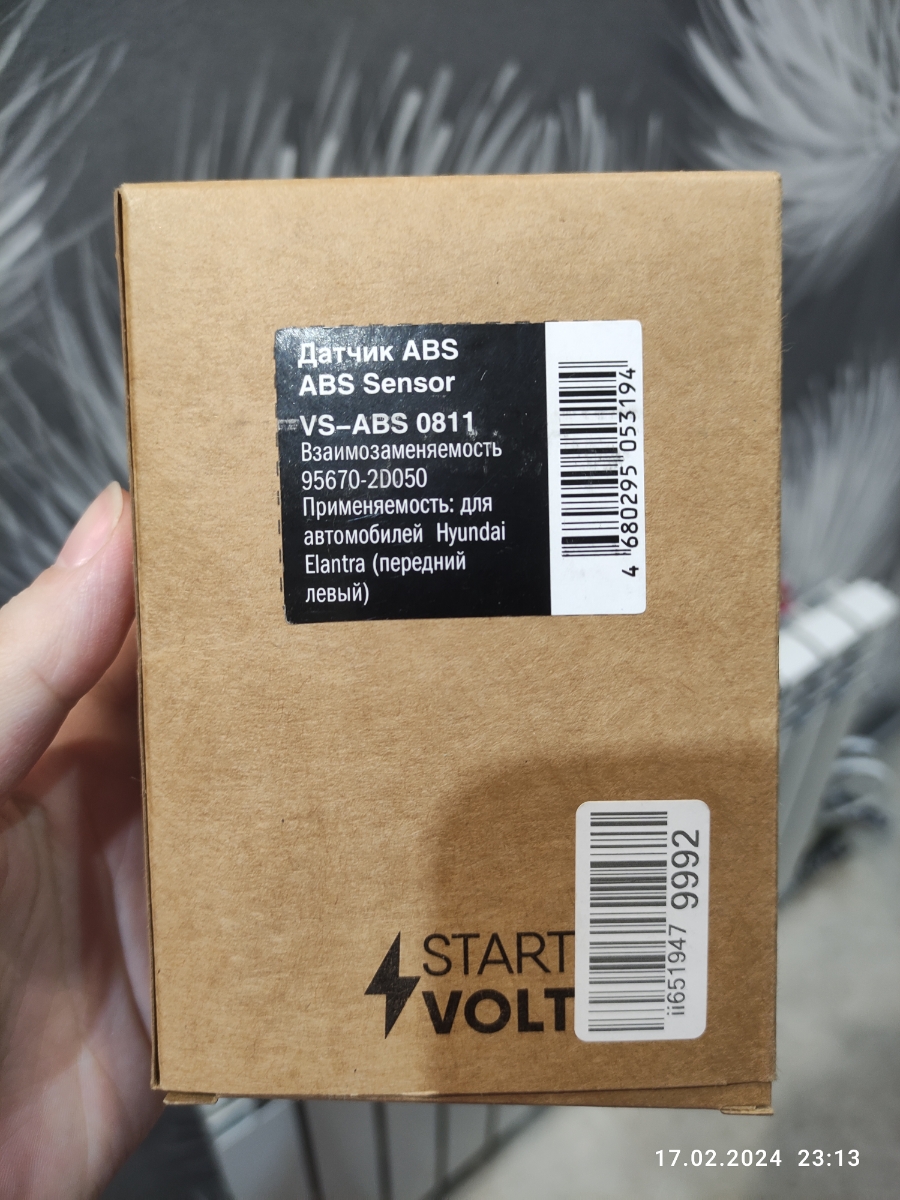 Датчик ABS
ABS Sensor
VS–ABS 0811
Взаимозаменяемость
95670-2D050
Применяемость: для
автомобилей Hyundai
Elantra (передний
левый)
4 680295 053194
START
VOLT
ii651947 9992
17.02.2024 23:13